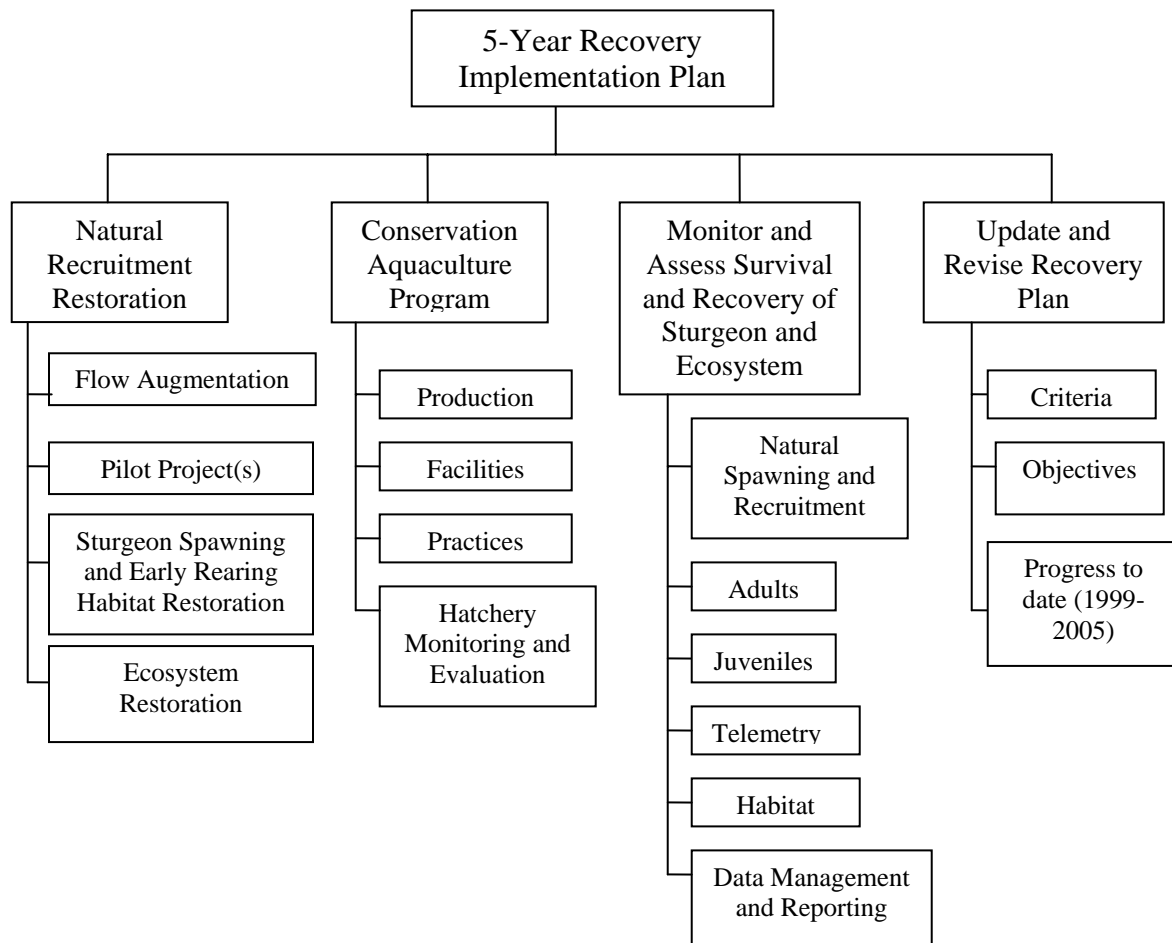 5-Year Recovery
Implementation Plan
Natural
Recruitment
Restoration
Flow Augmentation
Pilot Project(s)
Sturgeon Spawning
and Early Rearing
Habitat Restoration
Ecosystem
Restoration
Conservation
Aquaculture
Program
Production
Facilities
Practices
Hatchery
Monitoring and
Evaluation
Monitor and
Assess Survival
and Recovery of
Sturgeon and
Ecosystem
Natural
Spawning and
Recruitment
Adults
Juveniles
Telemetry
Habitat
Data Management
and Reporting
Update and
Revise Recovery
Plan
Criteria
Objectives
Progress to
date (1999-
2005)